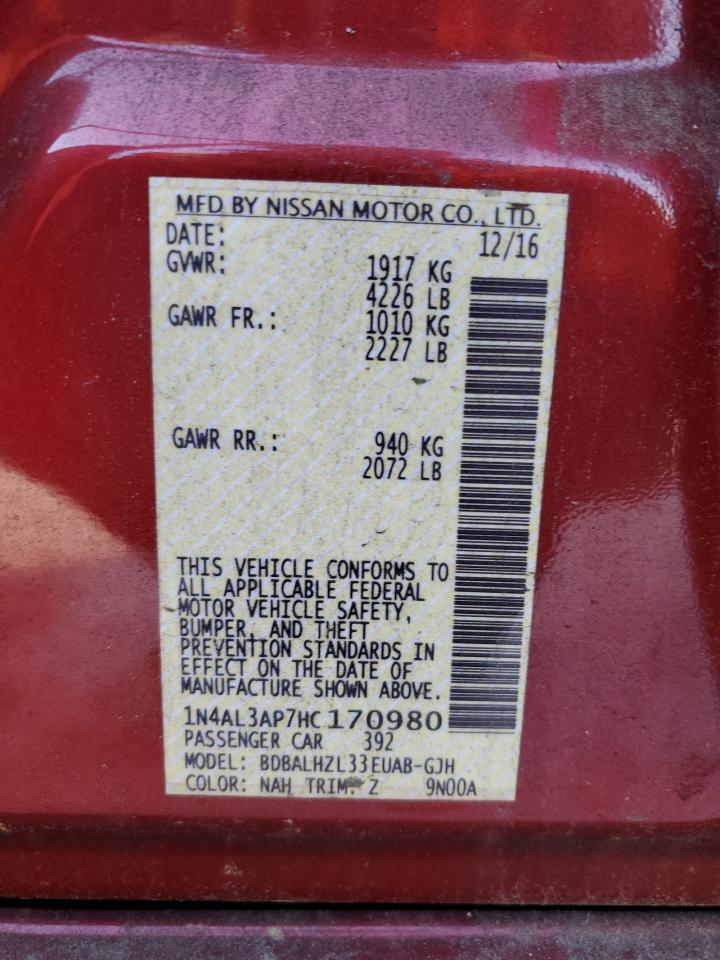 MFD BY NISSAN MOTOR CO., LTD.
DATE: 12/16
GVWR: 1917 KG
4226 LB
GAWR FR.: 1010 KG
2227 LB
GAWR RR.: 940 KG
2072 LB
THIS VEHICLE CONFORMS TO
ALL APPLICABLE FEDERAL
MOTOR VEHICLE SAFETY,
BUMPER, AND THEFT
PREVENTION STANDARDS IN
EFFECT ON THE DATE OF
MANUFACTURE SHOWN ABOVE.
1N4AL3AP7HC170980
PASSENGER CAR 392
MODEL: BDBALHZL33EUAB-GJH
COLOR: NAH TRIM: Z 9N00A